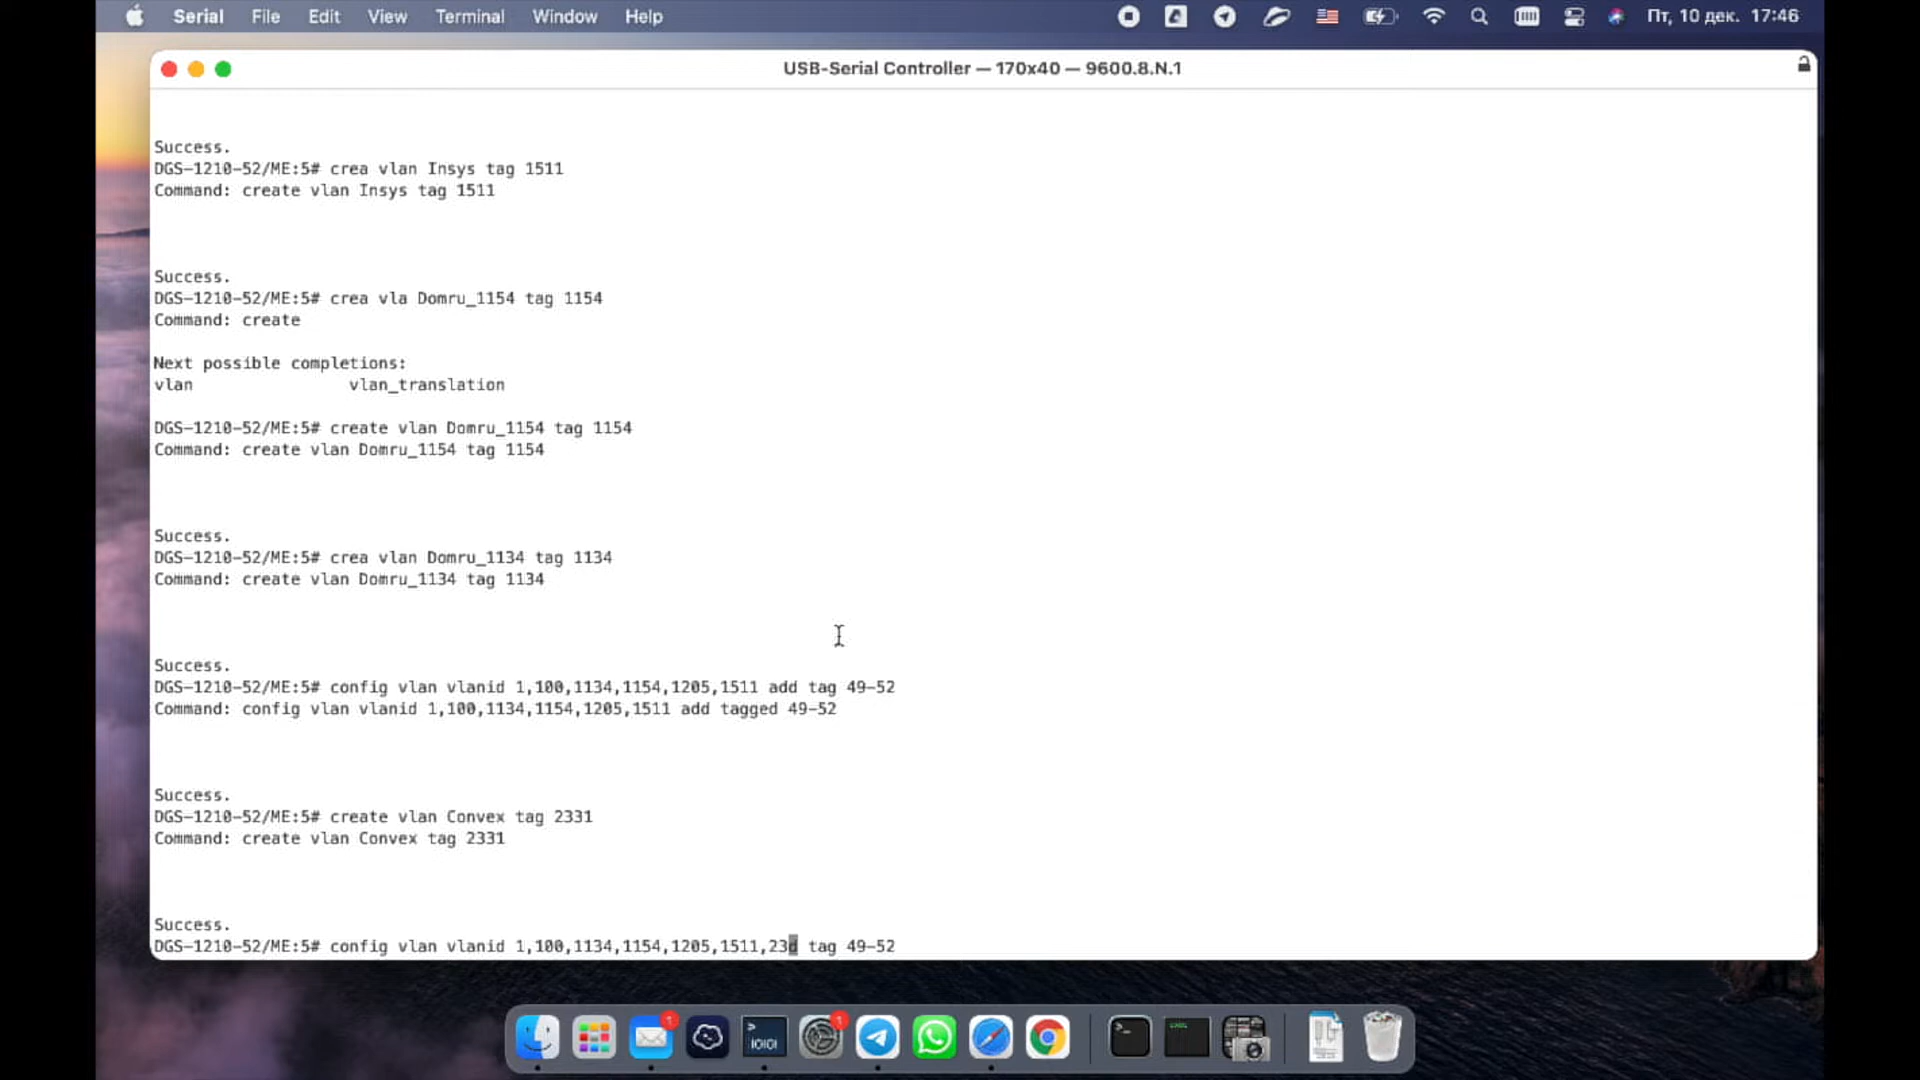 Serial File Edit View Terminal Window Help Пт, 10 дек. 17:46
USB-Serial Controller — 170x40 — 9600.8.N.1
Success.
DGS-1210-52/ME:5# crea vlan Insys tag 1511
Command: create vlan Insys tag 1511
Success.
DGS-1210-52/ME:5# crea vla Domru_1154 tag 1154
Command: create
Next possible completions:
vlan vlan_translation
DGS-1210-52/ME:5# create vlan Domru_1154 tag 1154
Command: create vlan Domru_1154 tag 1154
Success.
DGS-1210-52/ME:5# crea vlan Domru_1134 tag 1134
Command: create vlan Domru_1134 tag 1134
Success.
DGS-1210-52/ME:5# config vlan vlanid 1,100,1134,1154,1205,1511 add tag 49-52
Command: config vlan vlanid 1,100,1134,1154,1205,1511 add tagged 49-52
Success.
DGS-1210-52/ME:5# create vlan Convex tag 2331
Command: create vlan Convex tag 2331
Success.
DGS-1210-52/ME:5# config vlan vlanid 1,100,1134,1154,1205,1511,23d tag 49-52